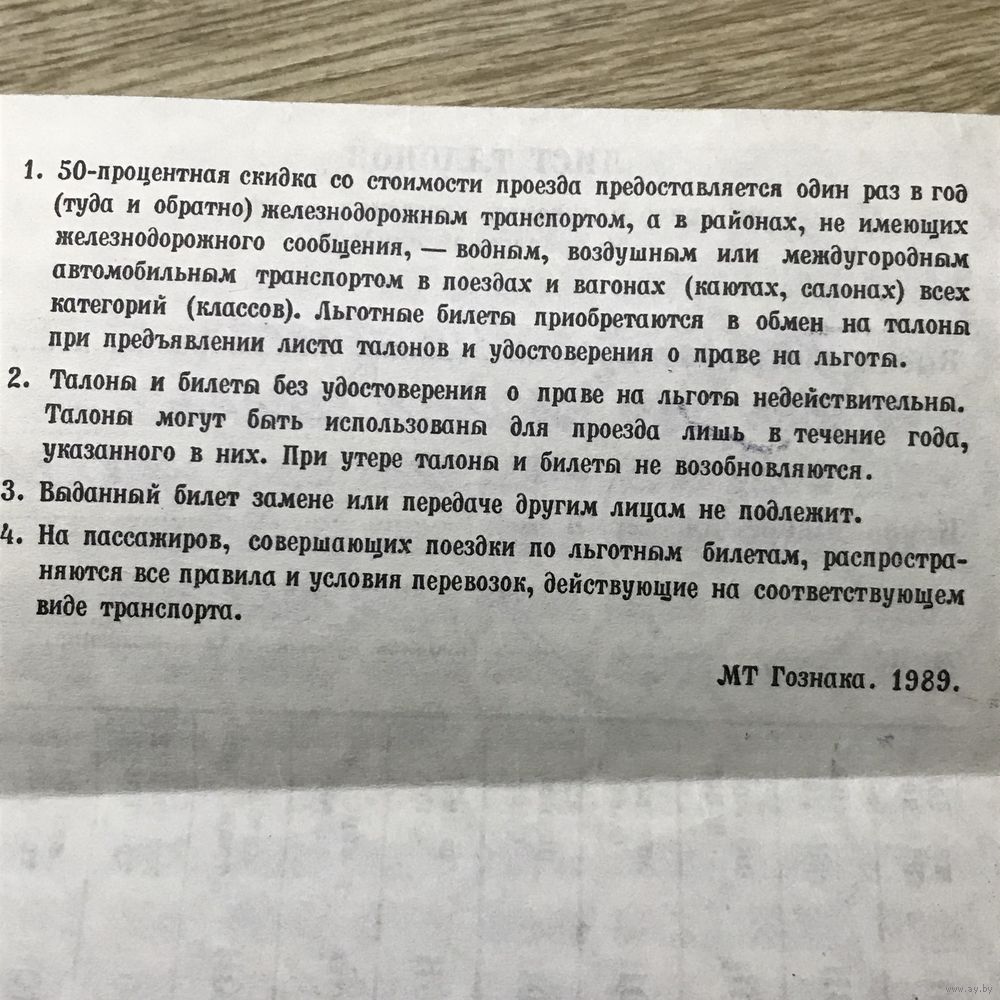 1. 50-процентная скидка со стоимости проезда предоставляется один раз в год
(туда и обратно) железнодорожным транспортом, а в районах, не имеющих
железнодорожного сообщения, — водным, воздушным или междугородным
автомобильным транспортом в поездах и вагонах (каютах, салонах) всех
категорий (классов). Льготные билеты приобретаются в обмен на талоны
при предъявлении листа талонов и удостоверения о праве на льготы.
2. Талоны и билеты без удостоверения о праве на льготы недействительны.
Талоны могут быть использованы для проезда лишь в течение года,
указанного в них. При утере талоны и билеты не возобновляются.
3. Выданный билет замене или передаче другим лицам не подлежит.
4. На пассажиров, совершающих поездки по льготным билетам, распростра-
няются все правила и условия перевозок, действующие на соответствующем
виде транспорта.
МТ Гознака. 1989.
www.ay.by